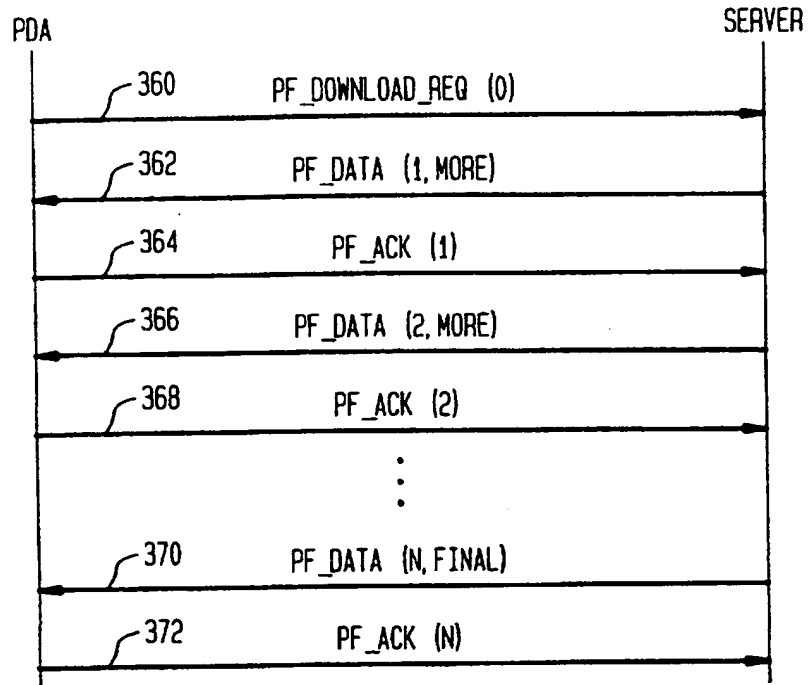 PDA
SERVER
360
PF_DOWNLOAD_REQ (0)
362
PF_DATA (1, MORE)
364
PF_ACK (1)
366
PF_DATA (2, MORE)
368
PF_ACK (2)
370
PF_DATA (N, FINAL)
372
PF_ACK (N)